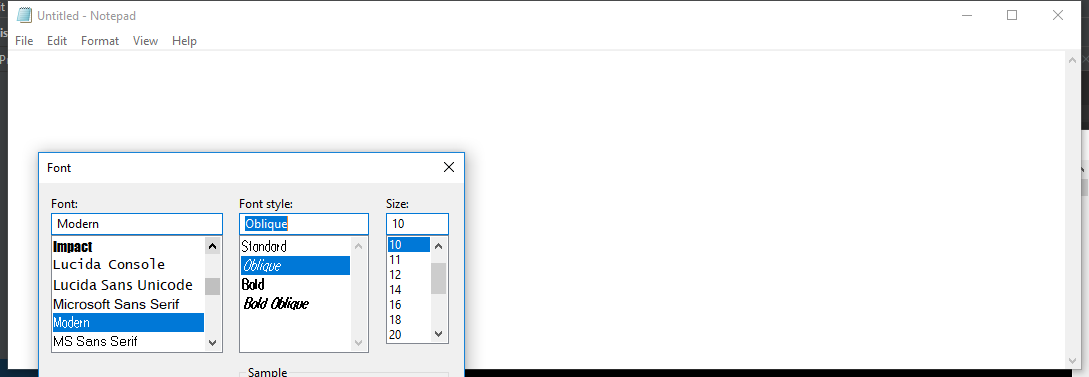 Untitled - Notepad
File Edit Format View Help
Font
Font: Font style: Size:
Modern Oblique 10
Impact Standard 10
Lucida Console Oblique 11
Lucida Sans Unicode Bold 12
Microsoft Sans Serif Bold Oblique 14
Modern 16
MS Sans Serif 18
20
Sample